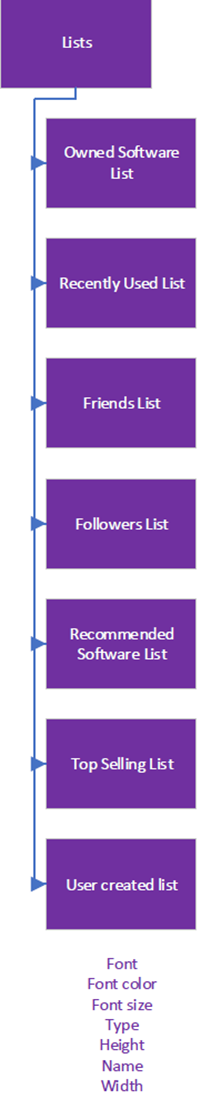 Lists
Owned Software
List
Recently Used List
Friends List
Followers List
Recommended
Software List
Top Selling List
User created list
Font
Font color
Font size
Type
Height
Name
Width